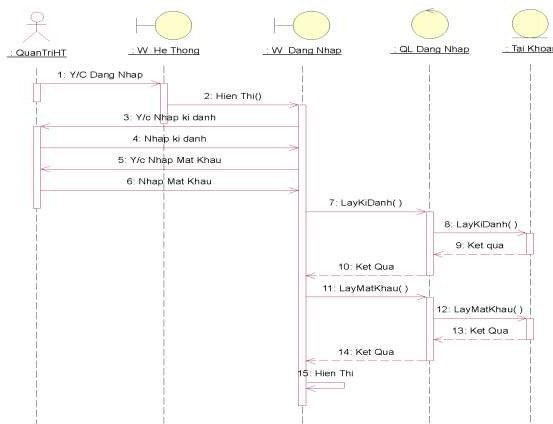 : QuanTriHT
: W_He Thong
: W_Dang Nhap
: QL Dang Nhap
: Tai Khoan
1: Y/C Dang Nhap
2: Hien Thi()
3: Y/c Nhap ki danh
4: Nhap ki danh
5: Y/c Nhap Mat Khau
6: Nhap Mat Khau
7: LayKiDanh( )
8: LayKiDanh( )
9: Ket qua
10: Ket Qua
11: LayMatKhau( )
12: LayMatKhau( )
13: Ket Qua
14: Ket Qua
15: Hien Thi